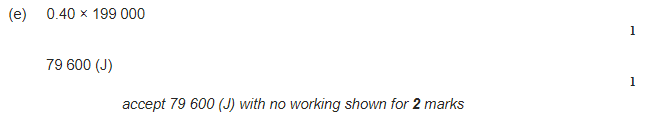 (e) 0.40 × 199 000
1
79 600 (J)
1
accept 79 600 (J) with no working shown for 2 marks